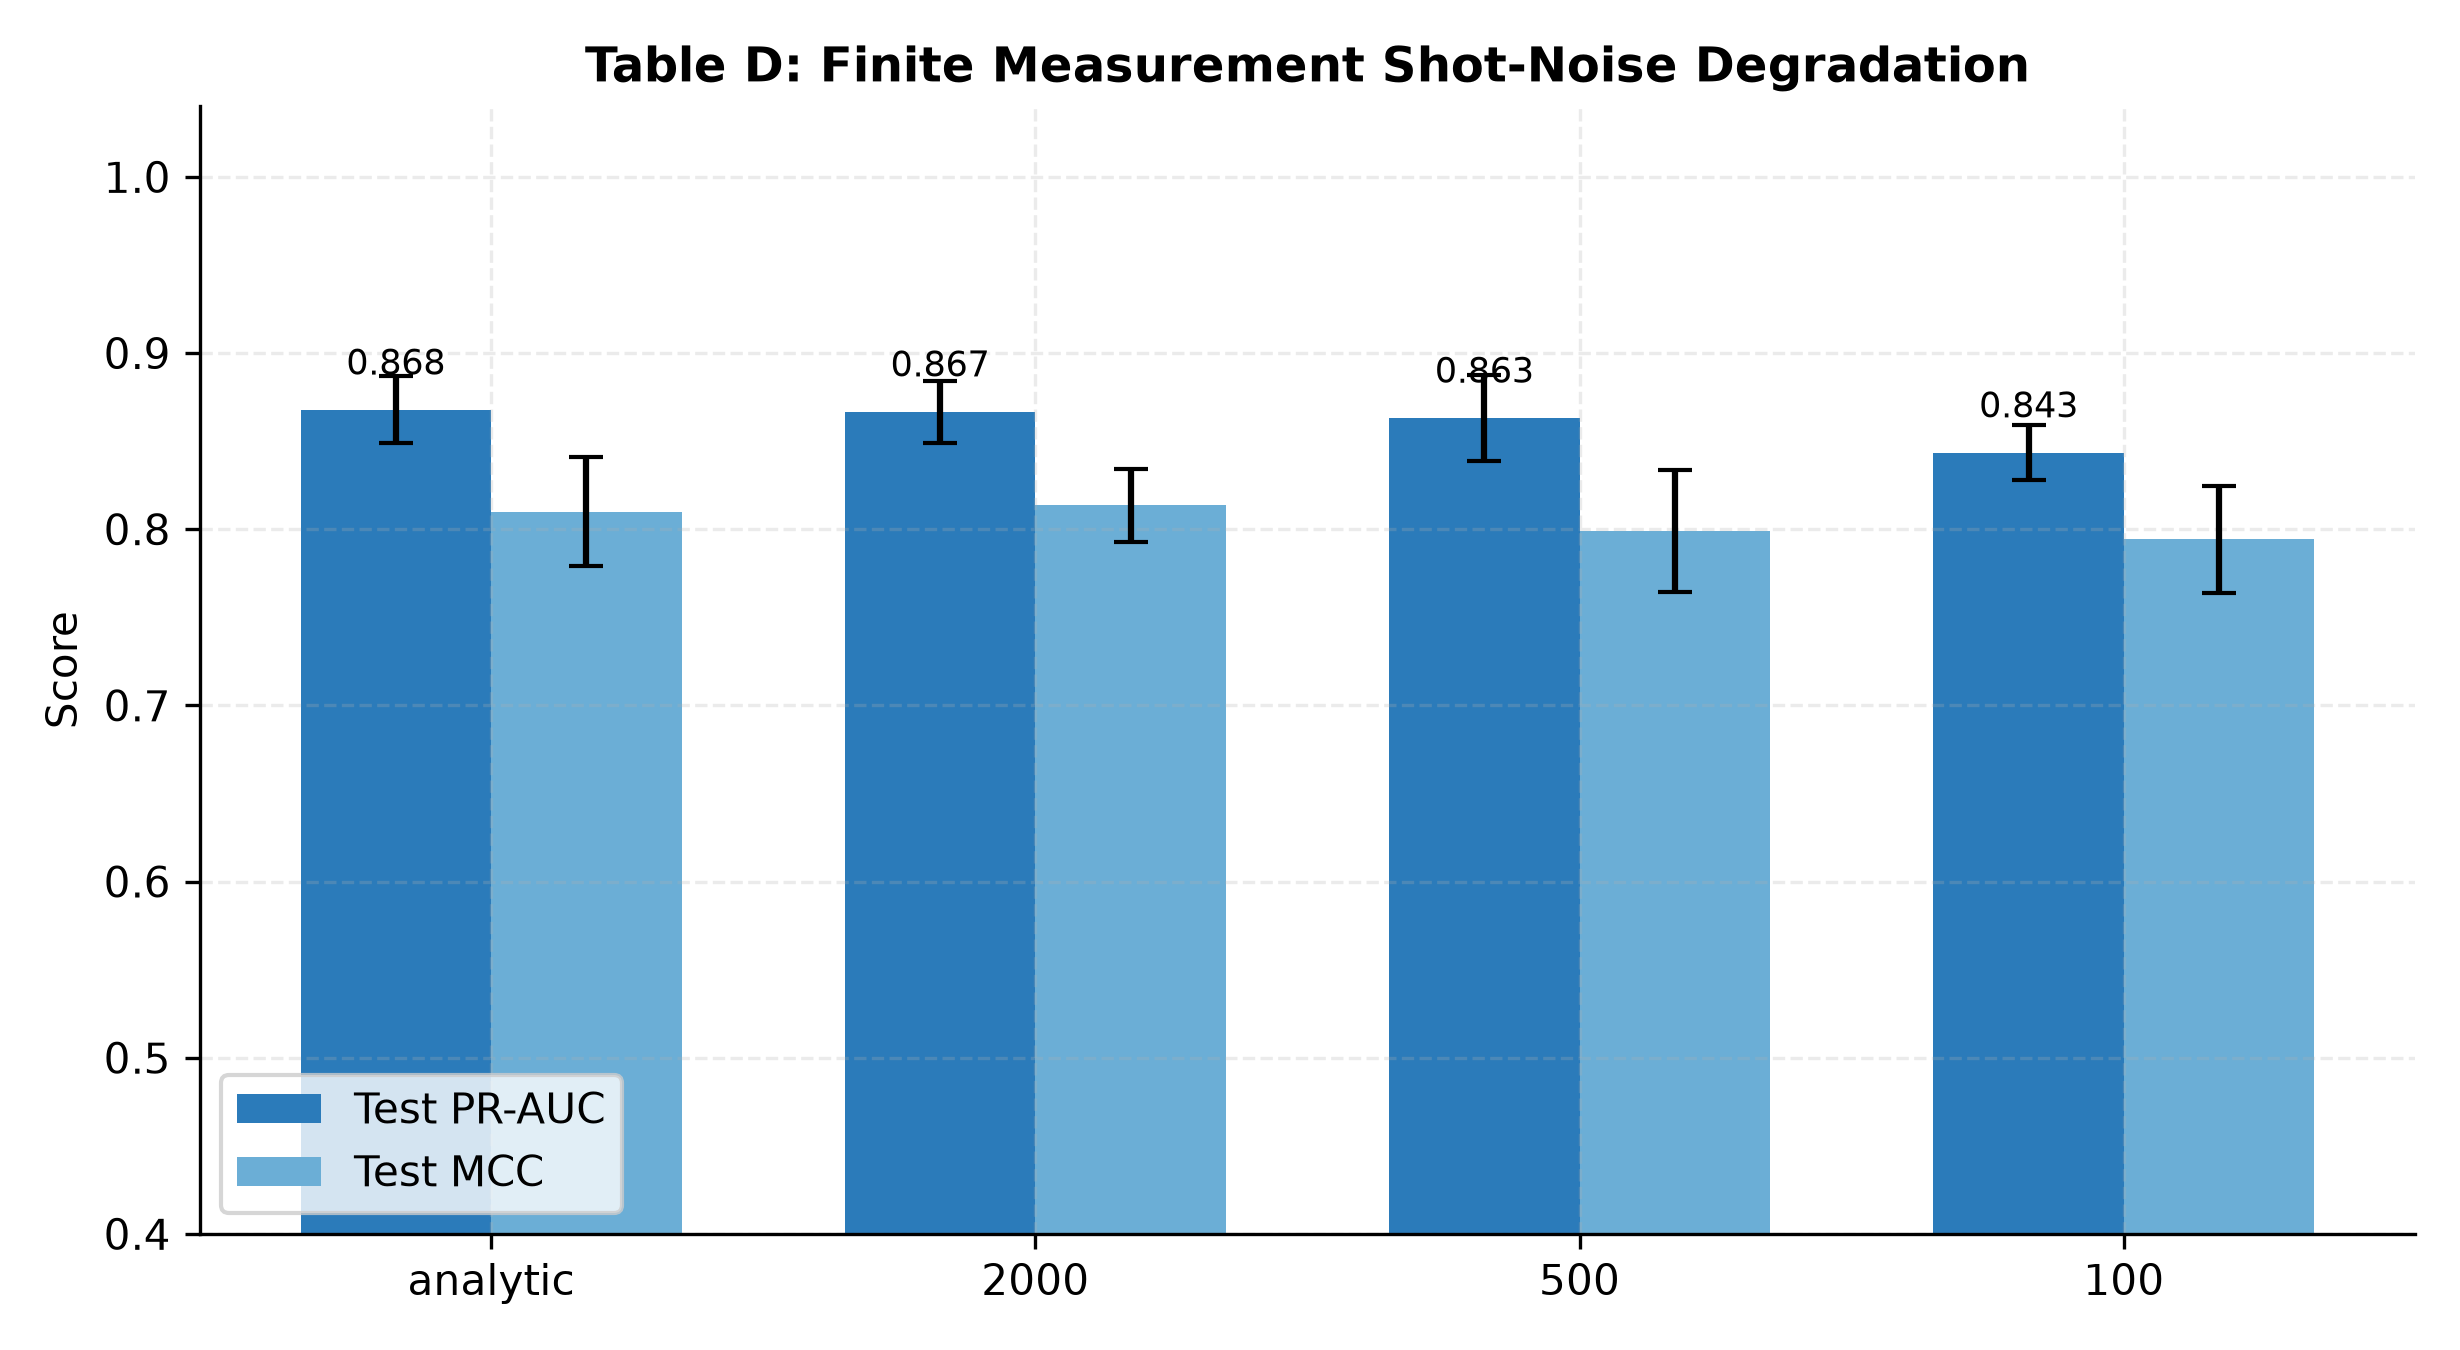 Table D: Finite Measurement Shot-Noise Degradation
1.0
0.9
0.8
0.7
0.6
0.5
0.4
Score
0.868
0.867
0.863
0.843
Test PR-AUC
Test MCC
analytic
2000
500
100